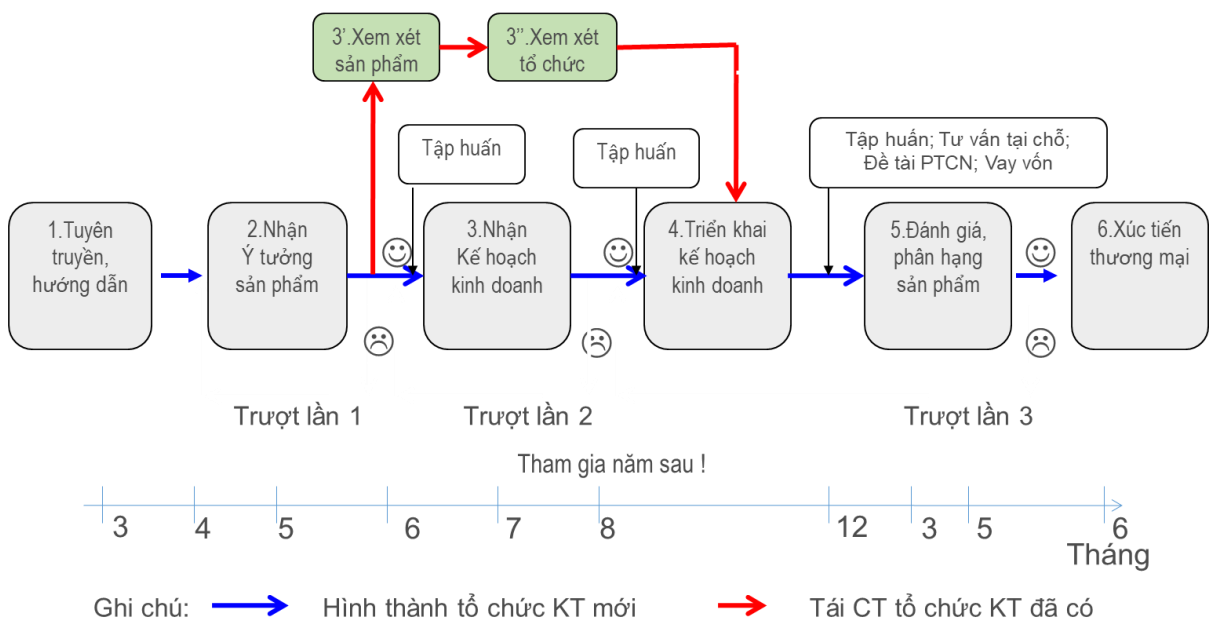 3’.Xem xét
sản phẩm
3’’.Xem xét
tổ chức
Tập huấn
Tập huấn
Tập huấn; Tư vấn tại chỗ;
Đề tài PTCN; Vay vốn
1.Tuyên
truyền,
hướng dẫn
2.Nhận
Ý tưởng
sản phẩm
3.Nhận
Kế hoạch
kinh doanh
4.Triển khai
kế hoạch
kinh doanh
5.Đánh giá,
phân hạng
sản phẩm
6.Xúc tiến
thương mại
Trượt lần 1
Trượt lần 2
Trượt lần 3
Tham gia năm sau !
3 4 5 6 7 8 12 3 5 6
Tháng
Ghi chú: Hình thành tổ chức KT mới Tái CT tổ chức KT đã có